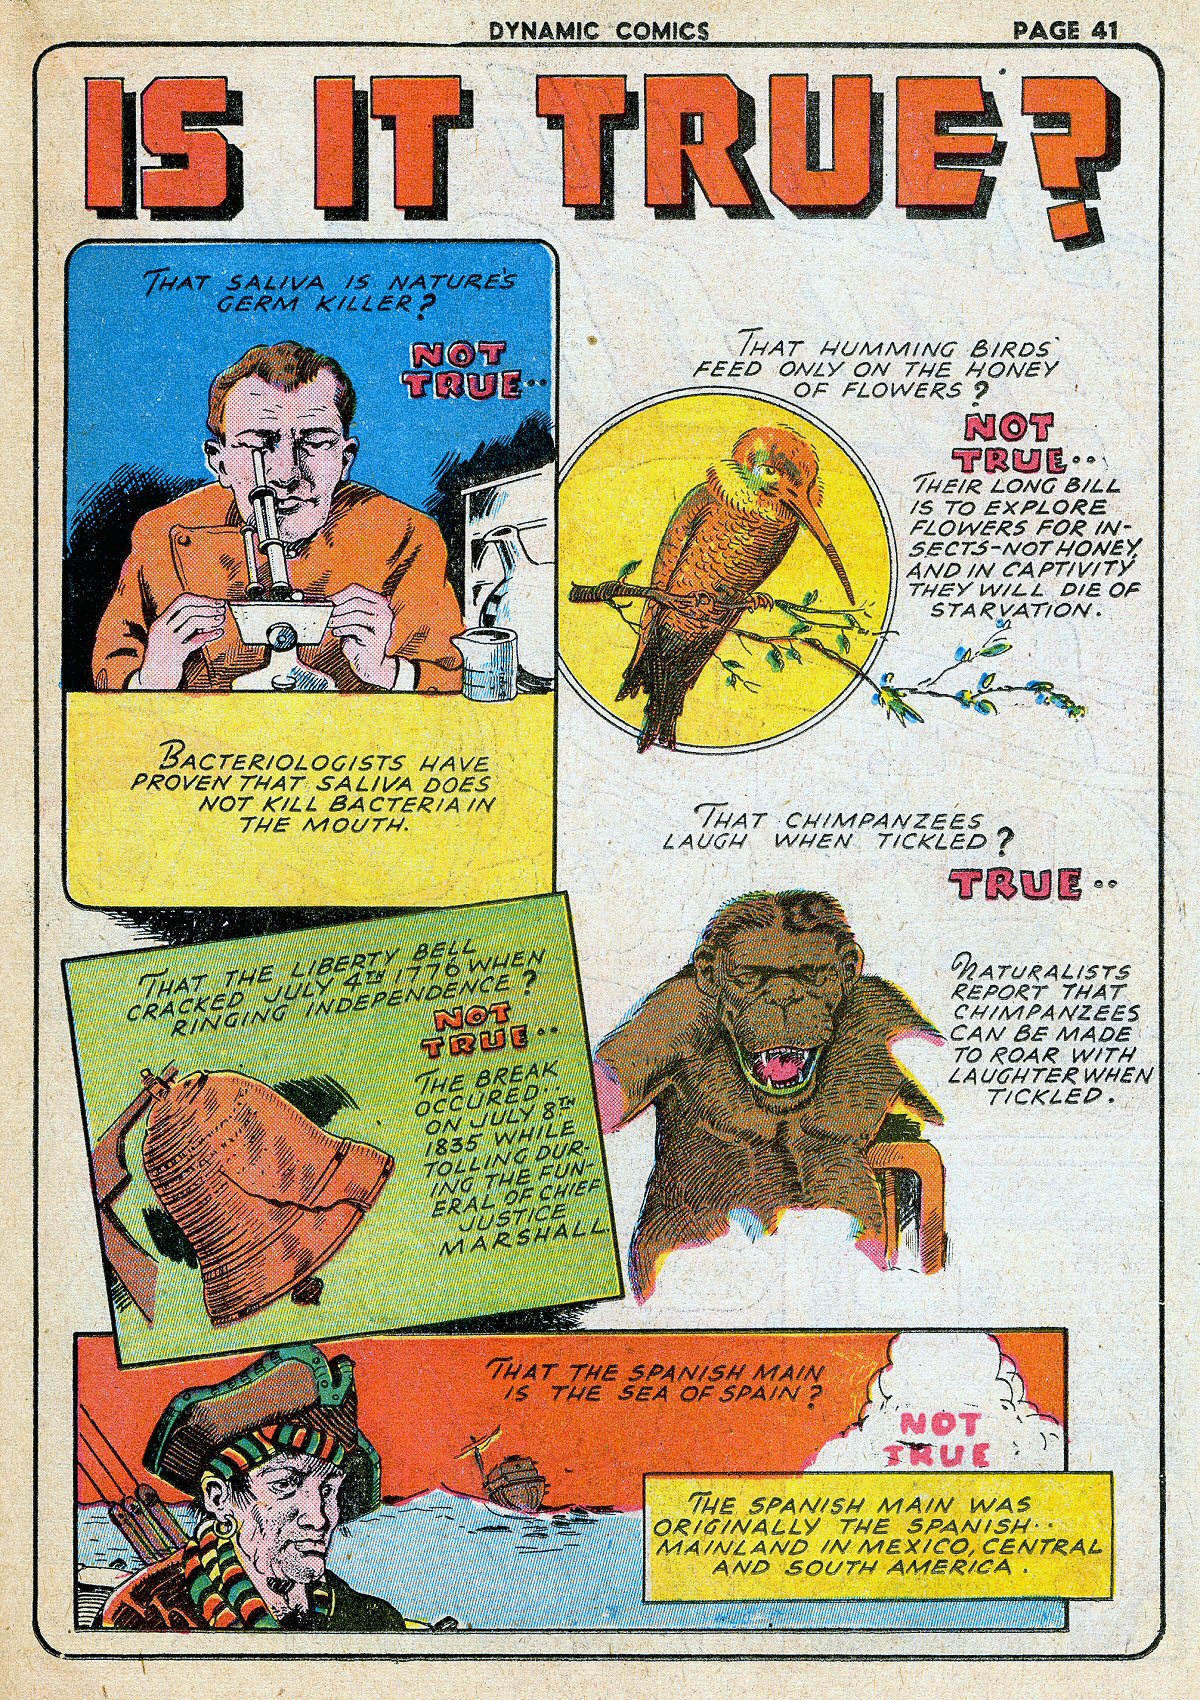 DYNAMIC COMICS
PAGE 41
IS IT TRUE?
THAT SALIVA IS NATURE'S
GERM KILLER?
NOT
TRUE..
BACTERIOLOGISTS HAVE
PROVEN THAT SALIVA DOES
NOT KILL BACTERIA IN
THE MOUTH.
THAT HUMMING BIRDS
FEED ONLY ON THE HONEY
OF FLOWERS?
NOT
TRUE..
THEIR LONG BILL
IS TO EXPLORE
FLOWERS FOR IN-
SECTS-NOT HONEY,
AND IN CAPTIVITY
THEY WILL DIE OF
STARVATION.
THAT CHIMPANZEES
LAUGH WHEN TICKLED?
TRUE..
NATURALISTS
REPORT THAT
CHIMPANZEES
CAN BE MADE
TO ROAR WITH
LAUGHTER WHEN
TICKLED.
THAT THE LIBERTY BELL
CRACKED JULY 4TH 1776 WHEN
RINGING INDEPENDENCE?
NOT
TRUE..
THE BREAK
OCCURED..
ON JULY 8TH
1835 WHILE
TOLLING DUR-
ING THE FUN-
ERAL OF CHIEF
JUSTICE
MARSHALL.
THAT THE SPANISH MAIN
IS THE SEA OF SPAIN?
NOT
TRUE
THE SPANISH MAIN WAS
ORIGINALLY THE SPANISH..
MAINLAND IN MEXICO, CENTRAL
AND SOUTH AMERICA.